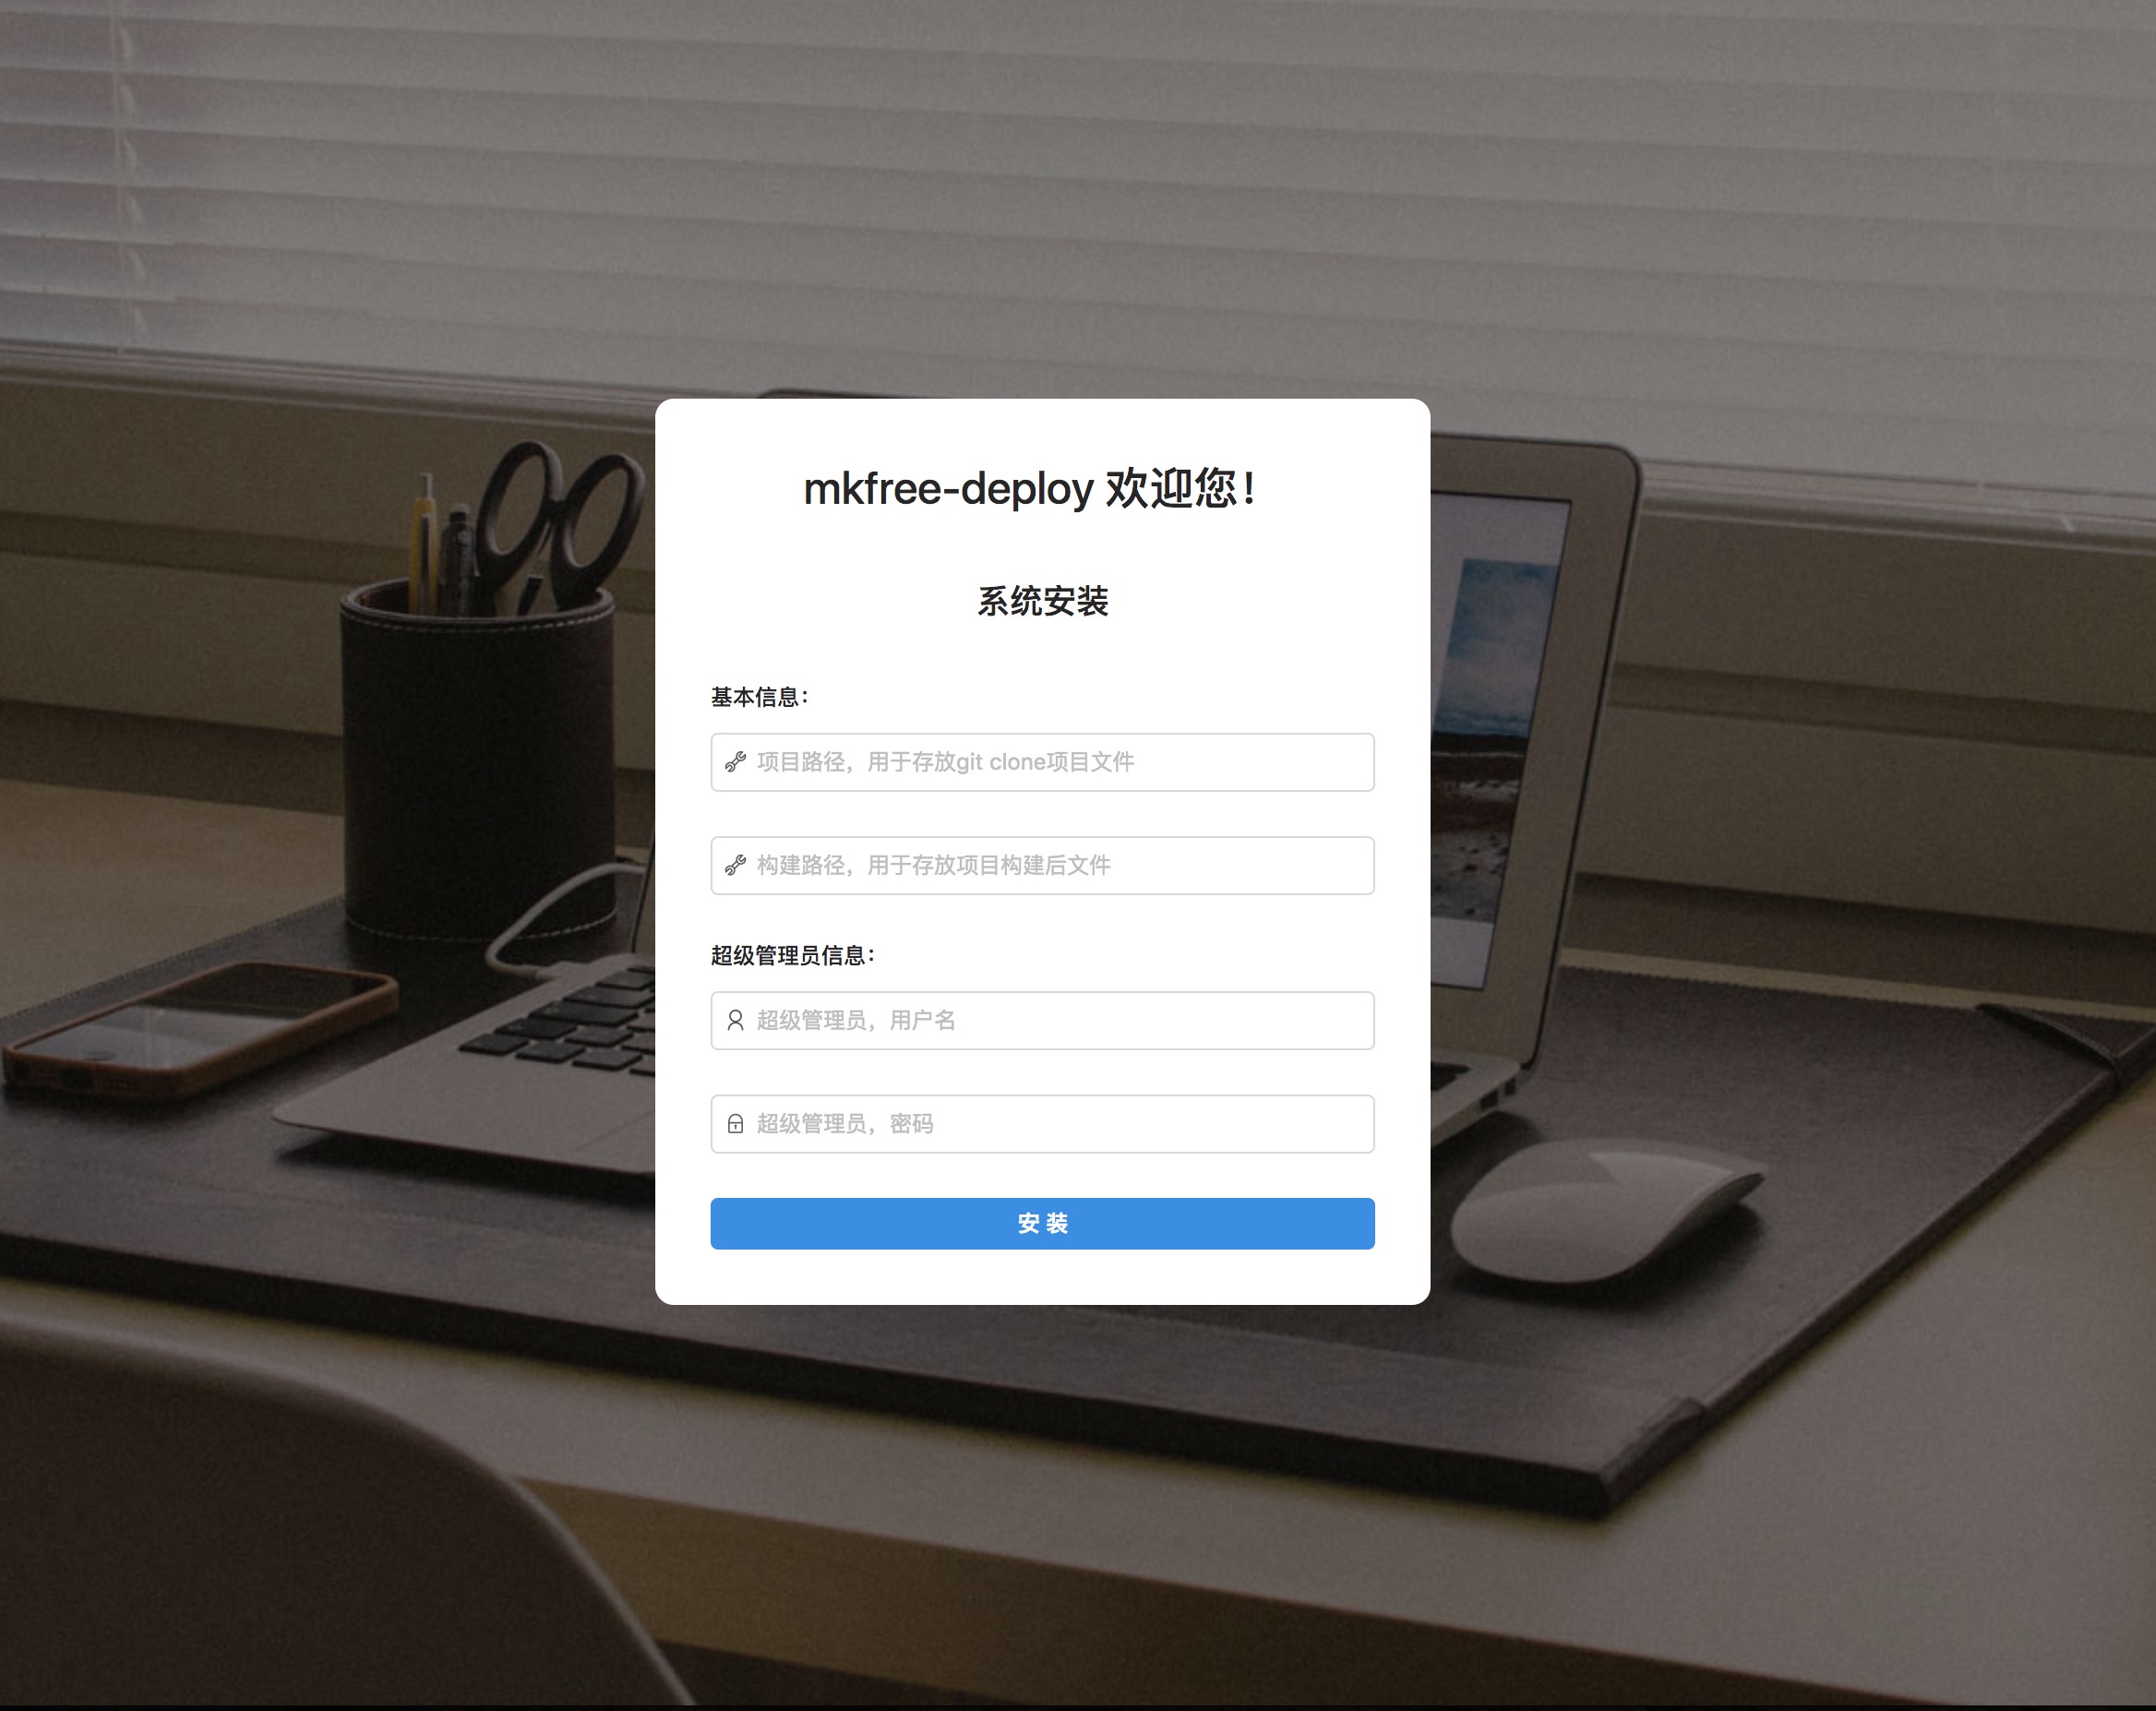 mkfree-deploy 欢迎您！
系统安装
基本信息：
项目路径，用于存放git clone项目文件
构建路径，用于存放项目构建后文件
超级管理员信息：
超级管理员，用户名
超级管理员，密码
安 装